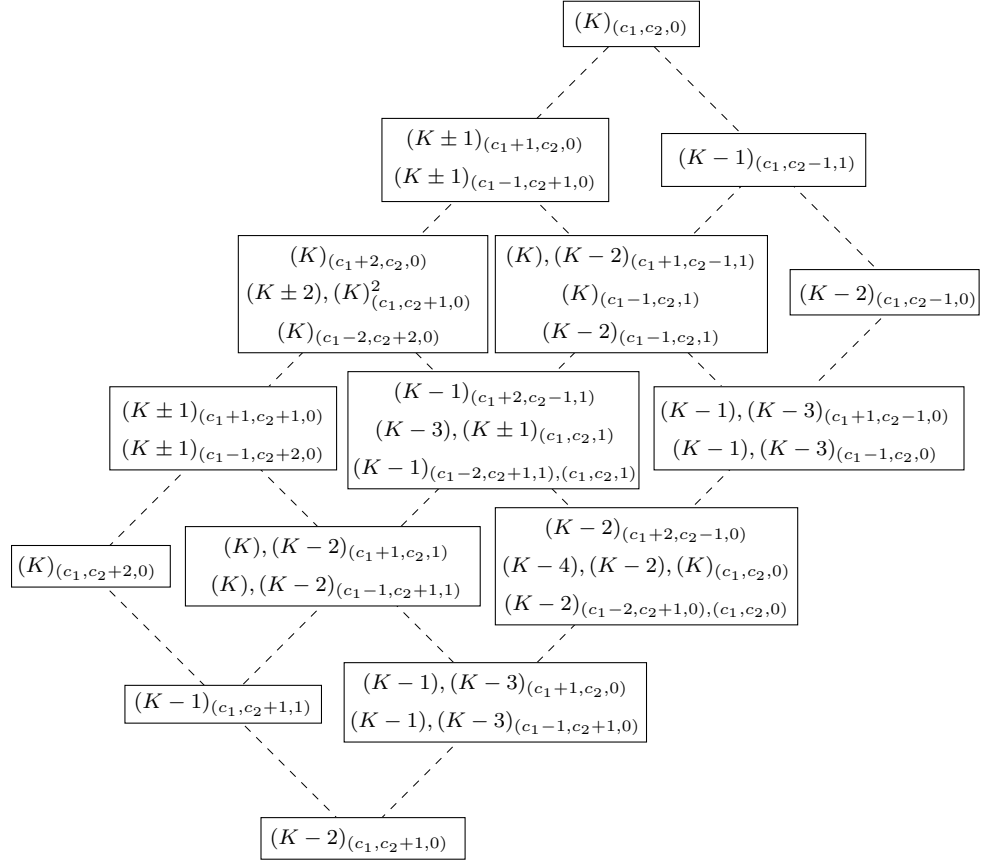 (K)_{(c_1,c_2,0)}
(K ± 1)_{(c_1+1,c_2,0)}
(K ± 1)_{(c_1−1,c_2+1,0)}
(K − 1)_{(c_1,c_2−1,1)}
(K)_{(c_1+2,c_2,0)}
(K ± 2), (K)^2_{(c_1,c_2+1,0)}
(K)_{(c_1−2,c_2+2,0)}
(K), (K − 2)_{(c_1+1,c_2−1,1)}
(K)_{(c_1−1,c_2,1)}
(K − 2)_{(c_1−1,c_2,1)}
(K − 2)_{(c_1,c_2−1,0)}
(K ± 1)_{(c_1+1,c_2+1,0)}
(K ± 1)_{(c_1−1,c_2+2,0)}
(K − 1)_{(c_1+2,c_2−1,1)}
(K − 3), (K ± 1)_{(c_1,c_2,1)}
(K − 1)_{(c_1−2,c_2+1,1),(c_1,c_2,1)}
(K − 1), (K − 3)_{(c_1+1,c_2−1,0)}
(K − 1), (K − 3)_{(c_1−1,c_2,0)}
(K)_{(c_1,c_2+2,0)}
(K), (K − 2)_{(c_1+1,c_2,1)}
(K), (K − 2)_{(c_1−1,c_2+1,1)}
(K − 2)_{(c_1+2,c_2−1,0)}
(K − 4), (K − 2), (K)_{(c_1,c_2,0)}
(K − 2)_{(c_1−2,c_2+1,0),(c_1,c_2,0)}
(K − 1)_{(c_1,c_2+1,1)}
(K − 1), (K − 3)_{(c_1+1,c_2,0)}
(K − 1), (K − 3)_{(c_1−1,c_2+1,0)}
(K − 2)_{(c_1,c_2+1,0)}